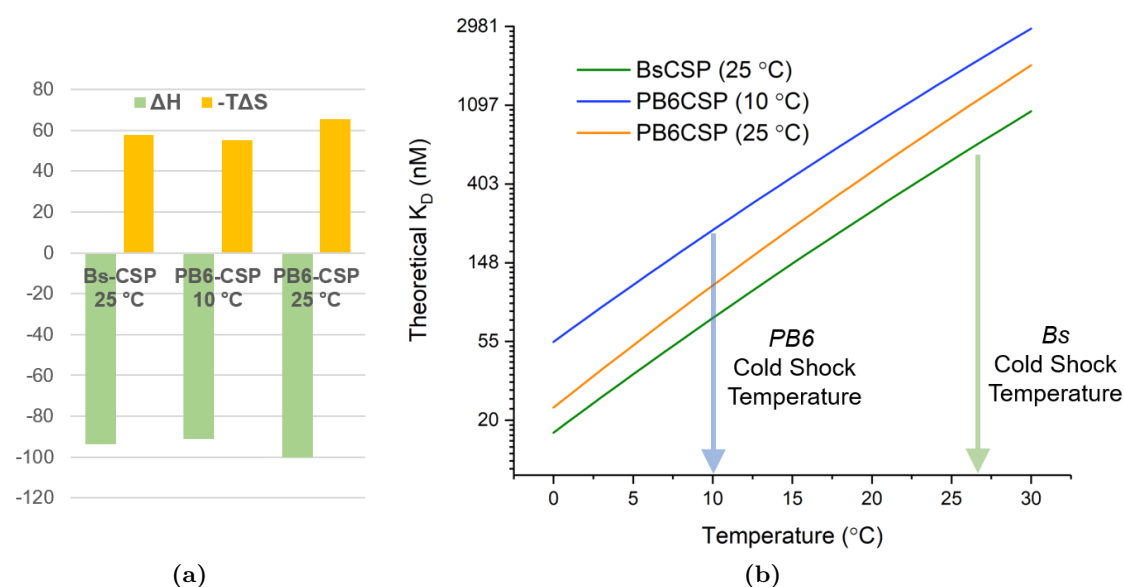 80
60
40
20
0
-20
-40
-60
-80
-100
-120
ΔH
-TΔS
Bs-CSP
25 °C
PB6-CSP
10 °C
PB6-CSP
25 °C
(a)
Theoretical K_D (nM)
2981
1097
403
148
55
20
BsCSP (25 °C)
PB6CSP (10 °C)
PB6CSP (25 °C)
PB6
Cold Shock
Temperature
Bs
Cold Shock
Temperature
0 5 10 15 20 25 30
Temperature (°C)
(b)